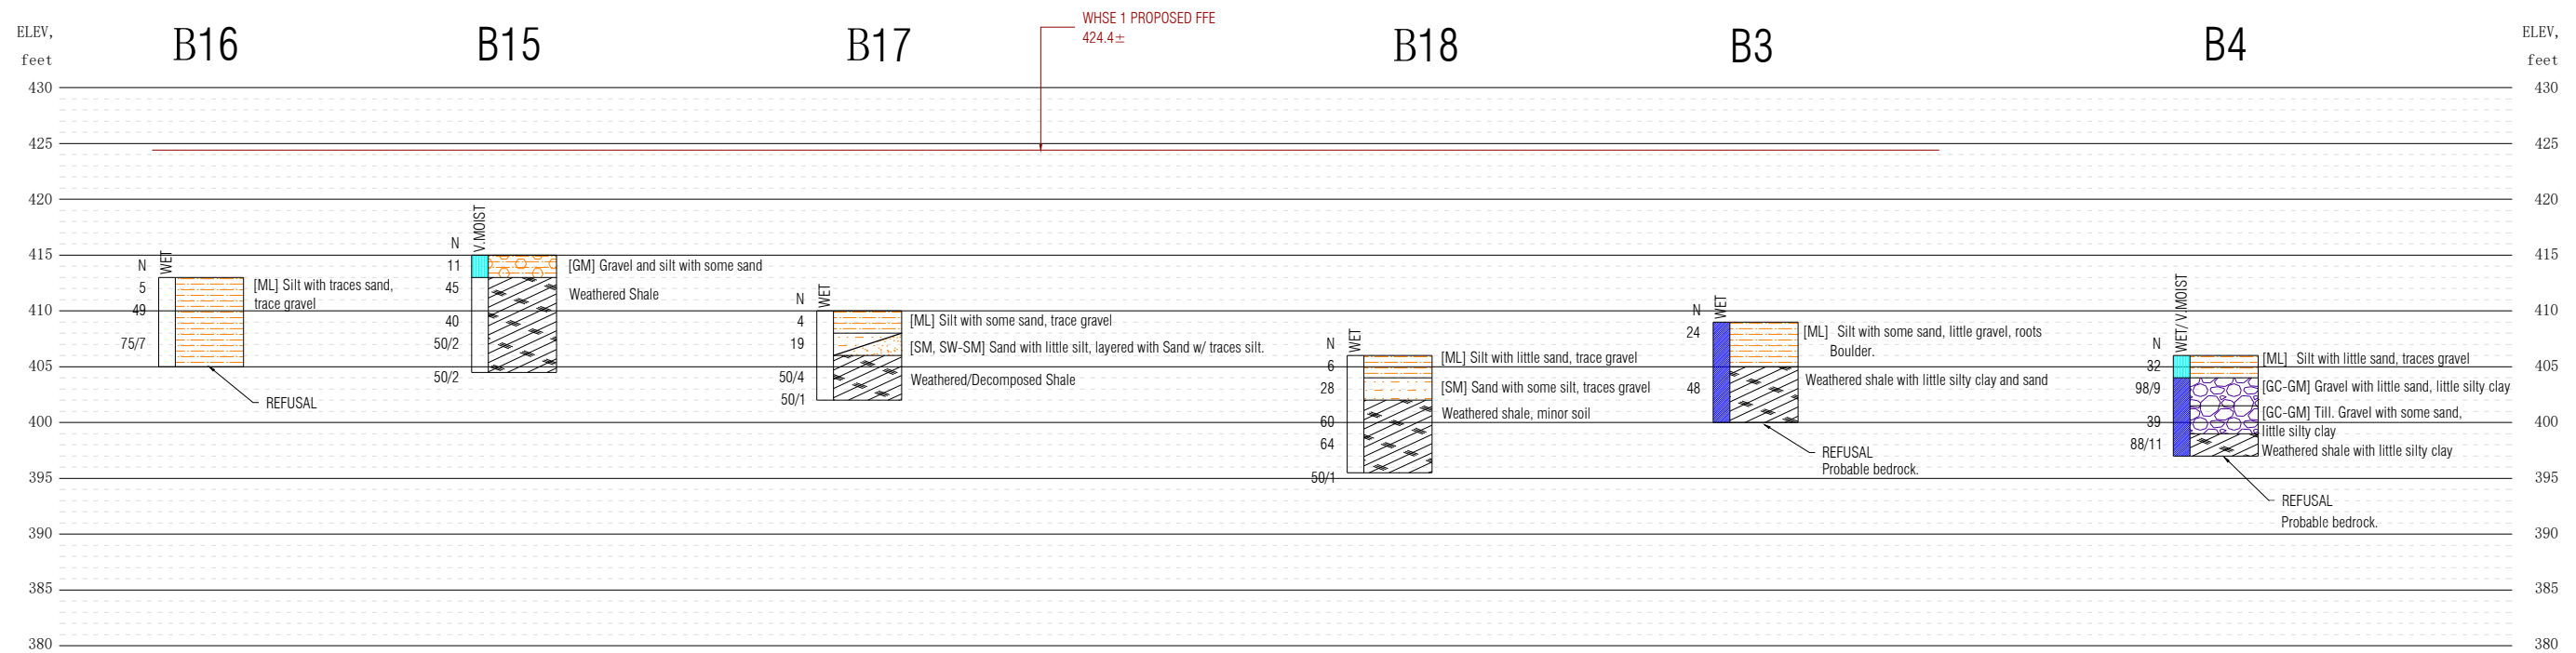 WHSE 1 PROPOSED FFE
424.4±
ELEV,
feet
B16
B15
B17
B18
B3
B4
ELEV,
feet
430
430
425
425
420
420
415
415
410
410
405
405
400
400
395
395
390
390
385
385
380
380
N
WET
5
49
75/7
[ML] Silt with traces sand,
trace gravel
REFUSAL
N
V.MOIST
11
45
40
50/2
50/2
[GM] Gravel and silt with some sand
Weathered Shale
N
WET
4
19
50/4
50/1
[ML] Silt with some sand, trace gravel
[SM, SW-SM] Sand with little silt, layered with Sand w/ traces silt.
Weathered/Decomposed Shale
N
WET
6
28
60
64
50/1
[ML] Silt with little sand, trace gravel
[SM] Sand with some silt, traces gravel
Weathered shale, minor soil
N
WET
24
48
[ML] Silt with some sand, little gravel, roots
Boulder.
Weathered shale with little silty clay and sand
REFUSAL
Probable bedrock.
N
WET/ V.MOIST
32
98/9
39
88/11
[ML] Silt with little sand, traces gravel
[GC-GM] Gravel with little sand, little silty clay
[GC-GM] Till. Gravel with some sand,
little silty clay
Weathered shale with little silty clay
REFUSAL
Probable bedrock.